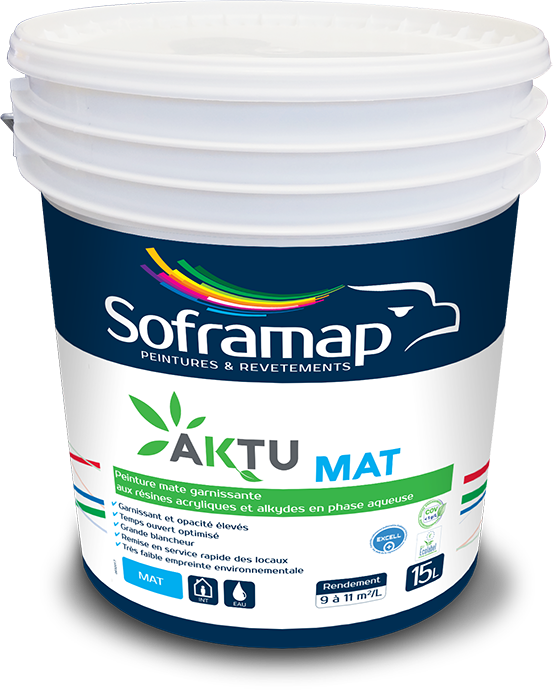 Soframap
PEINTURES & REVETEMENTS
AKTU MAT
Peinture mate garnissante
aux résines acryliques et alkydes en phase aqueuse
Garnissant et opacité élevés
Temps ouvert optimisé
Grande blancheur
Remise en service rapide des locaux
Très faible empreinte environnementale
COV
EXCELL
Ecolabel
MAT
INT
EAU
Rendement
9 à 11 m²/L
15L